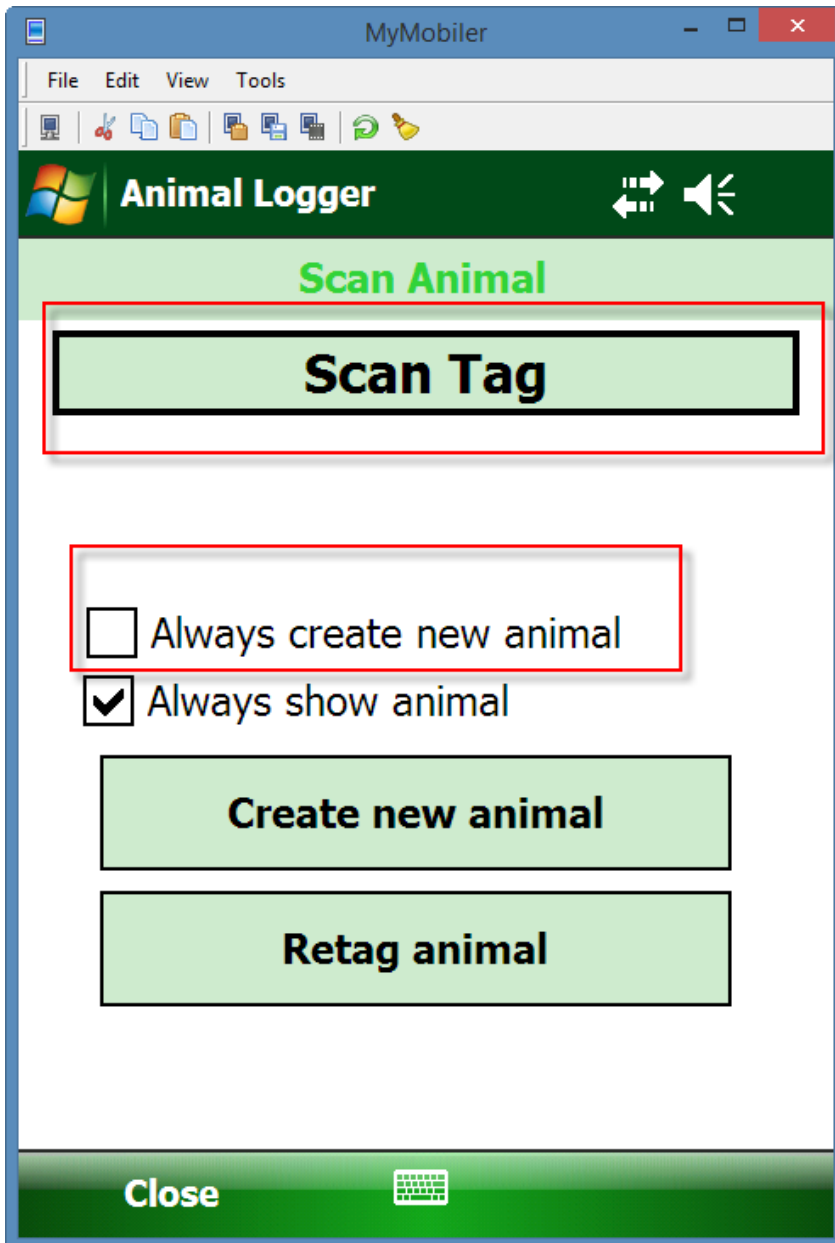 MyMobiler
File Edit View Tools
Animal Logger
Scan Animal
Scan Tag
Always create new animal
Always show animal
Create new animal
Retag animal
Close